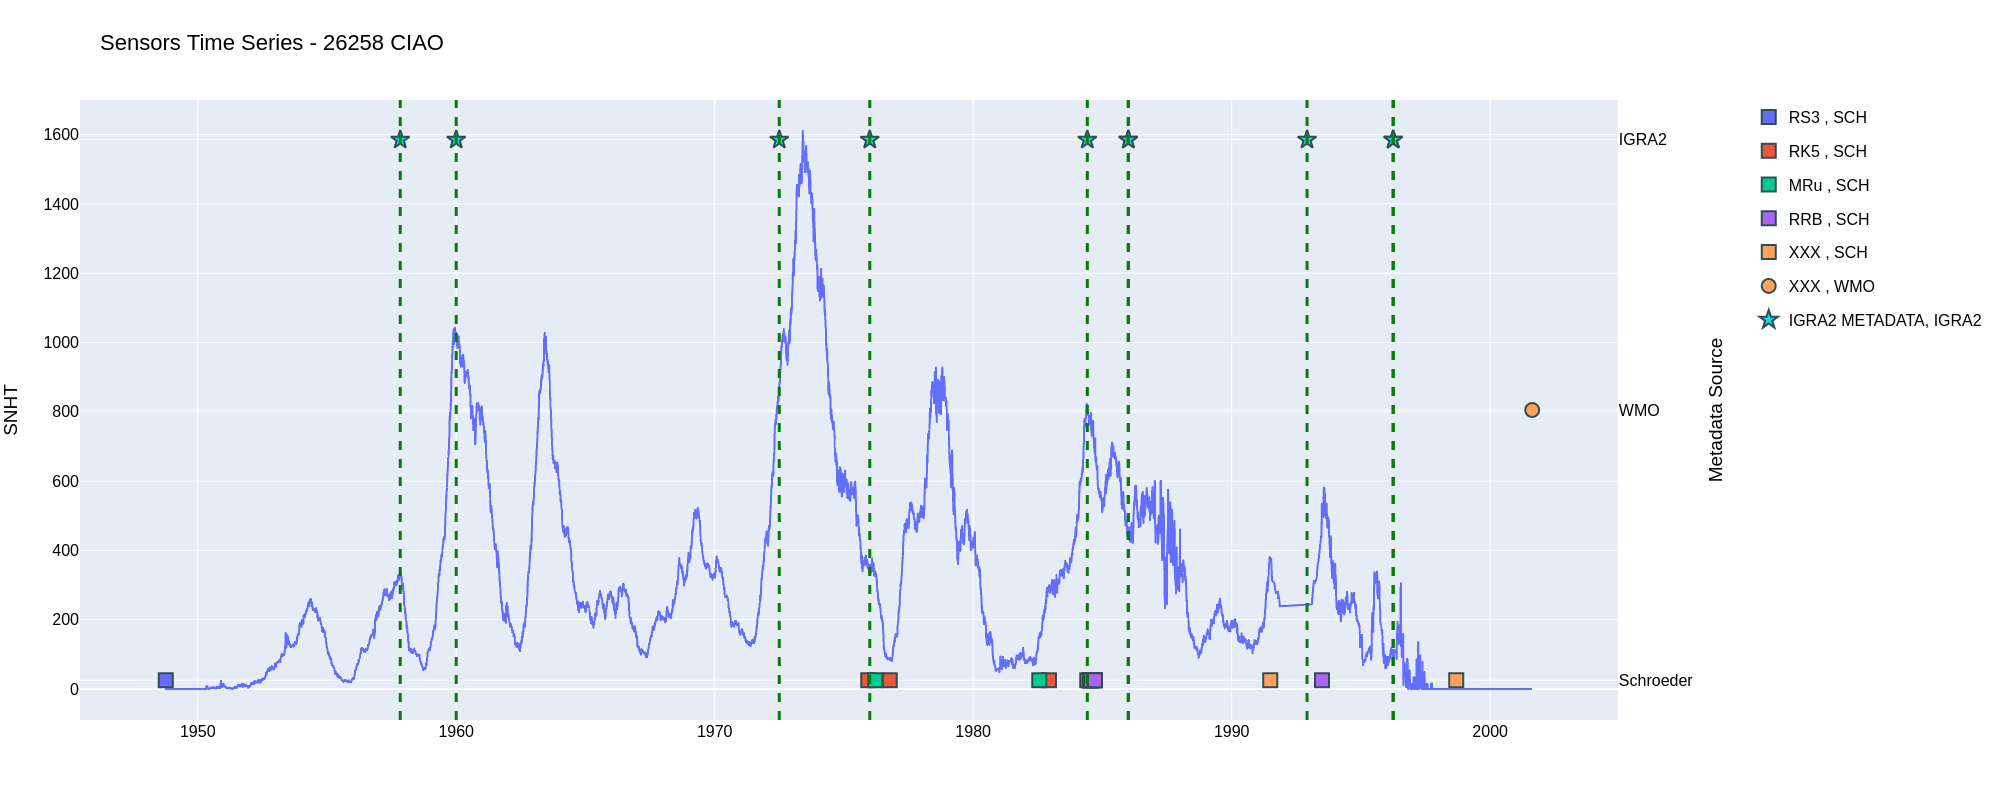 Sensors Time Series - 26258 CIAO
SNHT
1600
1400
1200
1000
800
600
400
200
0
1950
1960
1970
1980
1990
2000
IGRA2
WMO
Schroeder
Metadata Source
RS3 , SCH
RK5 , SCH
MRu , SCH
RRB , SCH
XXX , SCH
XXX , WMO
IGRA2 METADATA, IGRA2